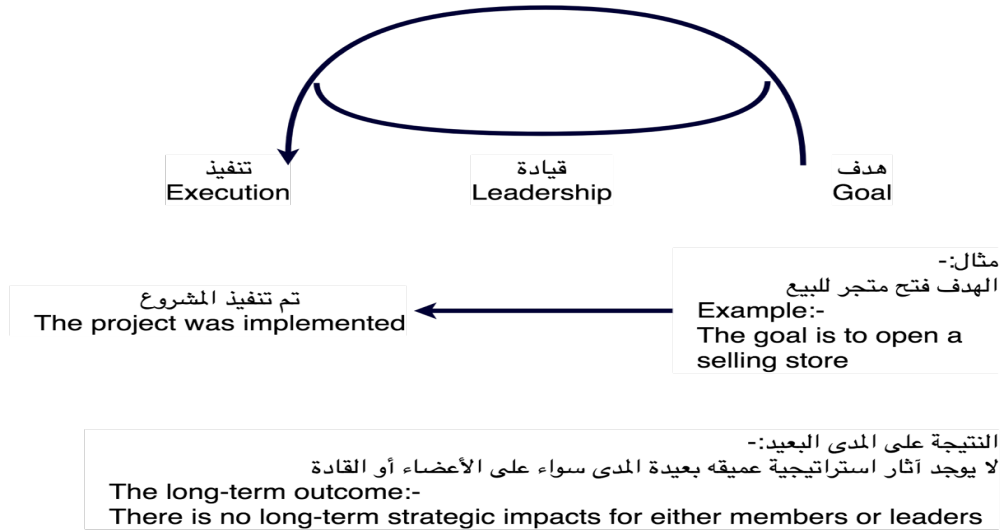 هدف
Goal
قيادة
Leadership
تنفيذ
Execution
مثال:-
الهدف فتح متجر للبيع
Example:-
The goal is to open a
selling store
تم تنفيذ المشروع
The project was implemented
النتيجة على المدى البعيد:-
لا يوجد آثار استراتيجية عميقه بعيدة المدى سواء على الأعضاء أو القادة
The long-term outcome:-
There is no long-term strategic impacts for either members or leaders